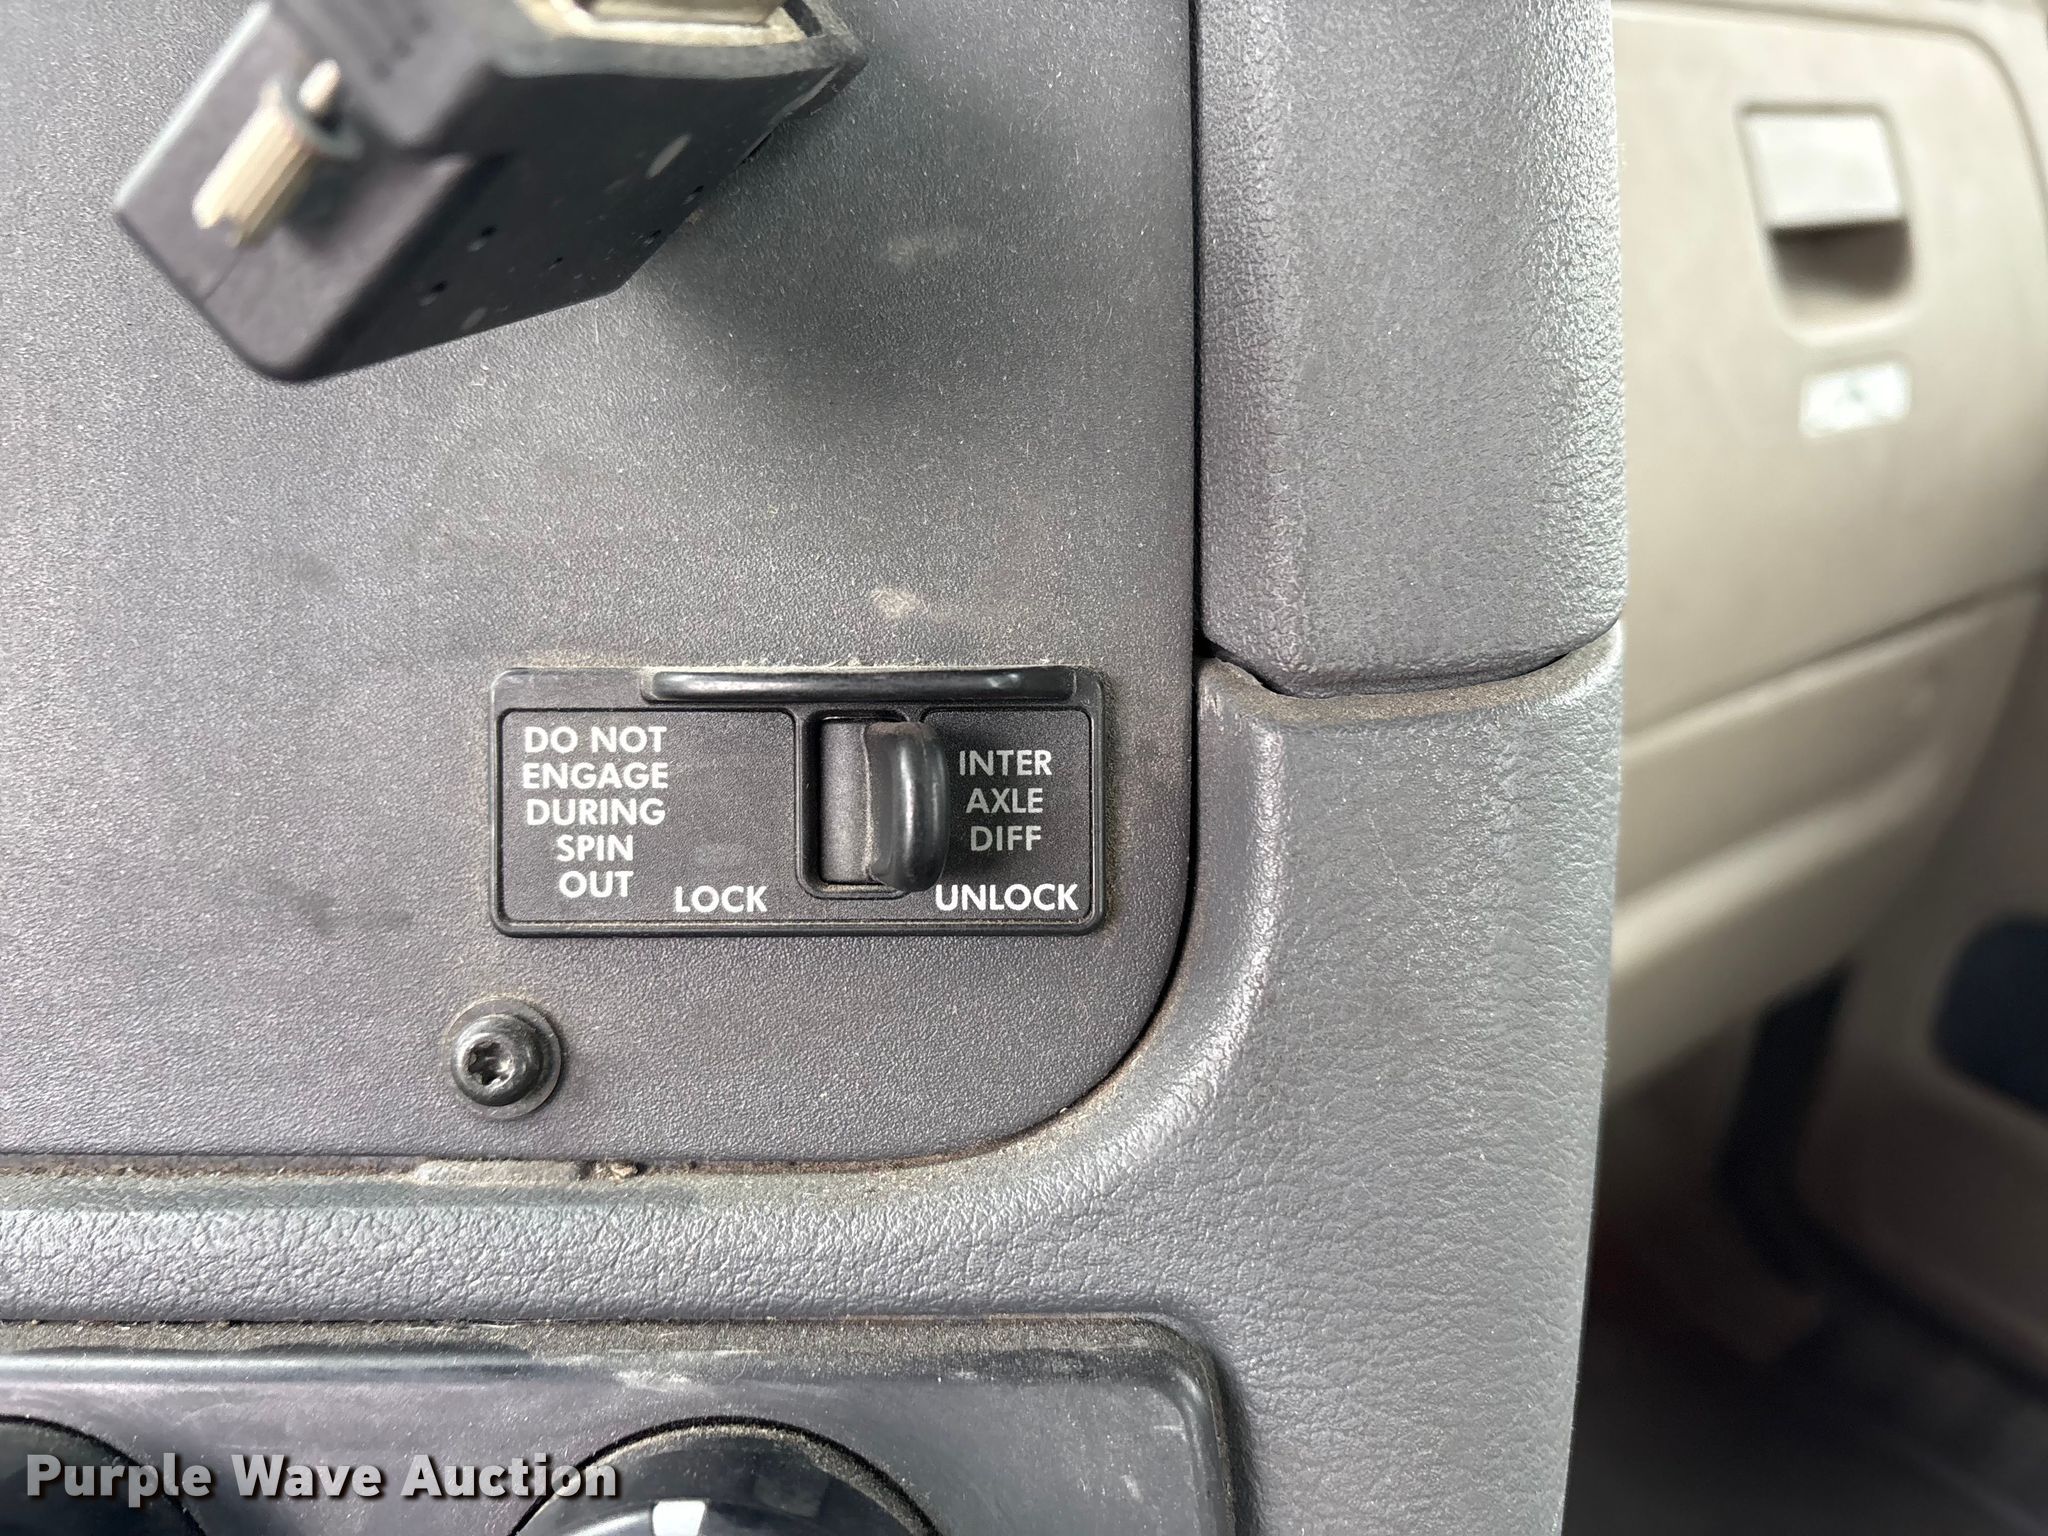 DO NOT
ENGAGE
DURING
SPIN
OUT
LOCK
INTER
AXLE
DIFF
UNLOCK
Purple Wave Auction